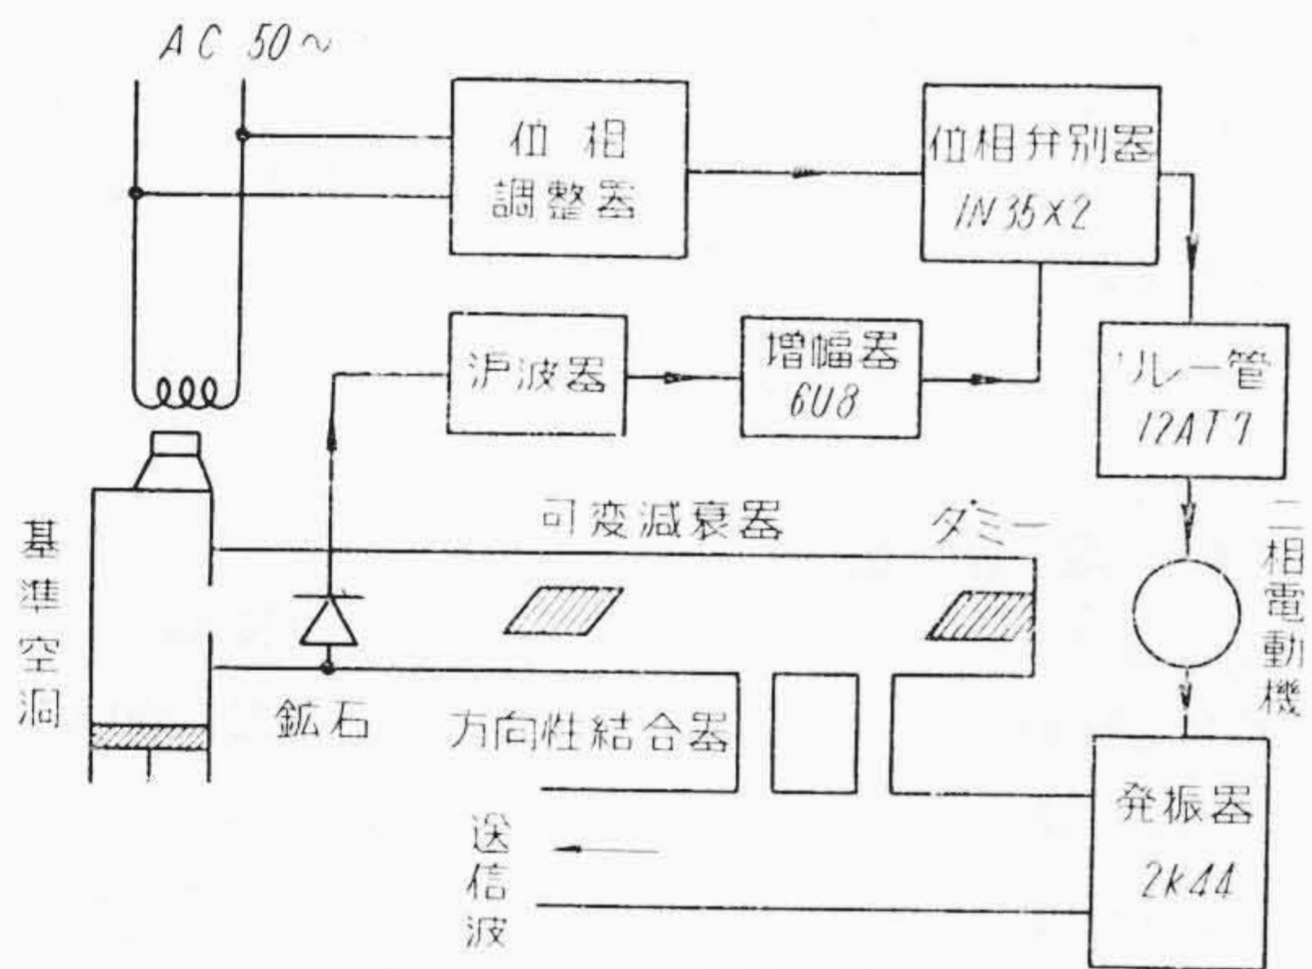 AC 50~
位相
調整器
位相弁別器
1N35×2
沪波器
増幅器
6U8
リレー管
12AT7
可変減衰器
ダミー
二相電動機
基準空洞
鉱石
方向性結合器
発振器
2K44
送信波